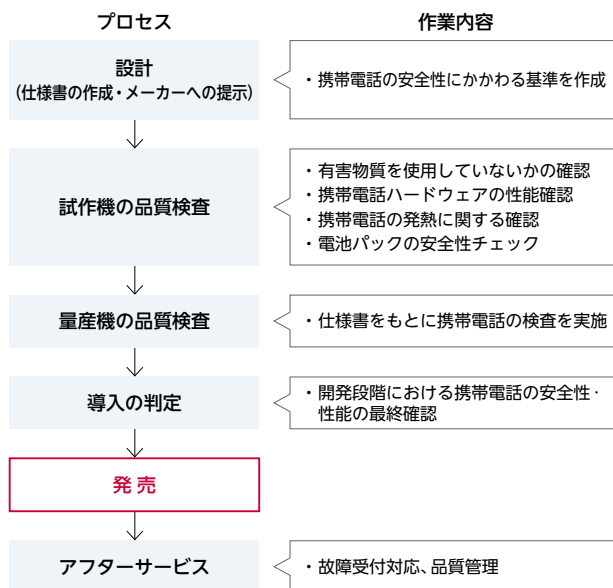 プロセス
作業内容
設計
(仕様書の作成・メーカーへの提示)
・携帯電話の安全性にかかわる基準を作成
試作機の品質検査
・有害物質を使用していないかの確認
・携帯電話ハードウェアの性能確認
・携帯電話の発熱に関する確認
・電池パックの安全性チェック
量産機の品質検査
・仕様書をもとに携帯電話の検査を実施
導入の判定
・開発段階における携帯電話の安全性・
性能の最終確認
発売
アフターサービス
・故障受付対応、品質管理